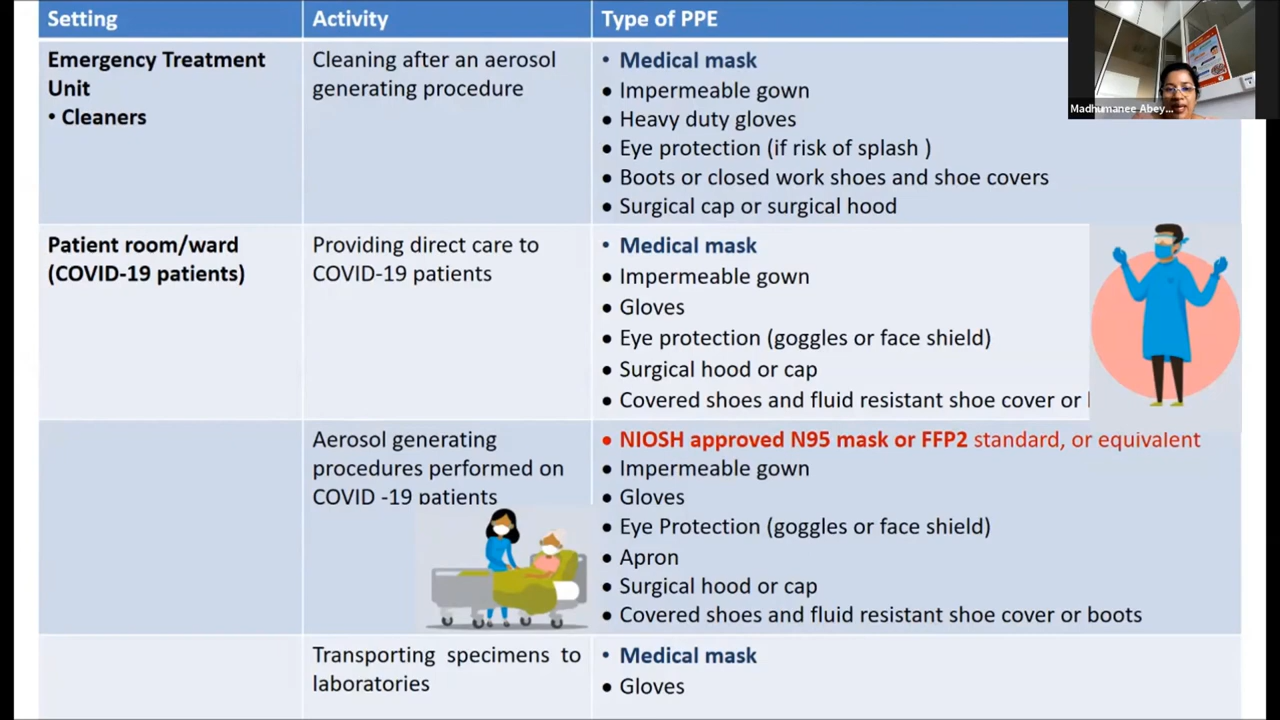 Setting
Activity
Type of PPE
Madhumanee Abey...
Emergency Treatment
Unit
• Cleaners
Cleaning after an aerosol
generating procedure
• Medical mask
• Impermeable gown
• Heavy duty gloves
• Eye protection (if risk of splash )
• Boots or closed work shoes and shoe covers
• Surgical cap or surgical hood
Patient room/ward
(COVID-19 patients)
Providing direct care to
COVID-19 patients
• Medical mask
• Impermeable gown
• Gloves
• Eye protection (goggles or face shield)
• Surgical hood or cap
• Covered shoes and fluid resistant shoe cover or
Aerosol generating
procedures performed on
COVID -19 patients
• NIOSH approved N95 mask or FFP2 standard, or equivalent
• Impermeable gown
• Gloves
• Eye Protection (goggles or face shield)
• Apron
• Surgical hood or cap
• Covered shoes and fluid resistant shoe cover or boots
Transporting specimens to
laboratories
• Medical mask
• Gloves